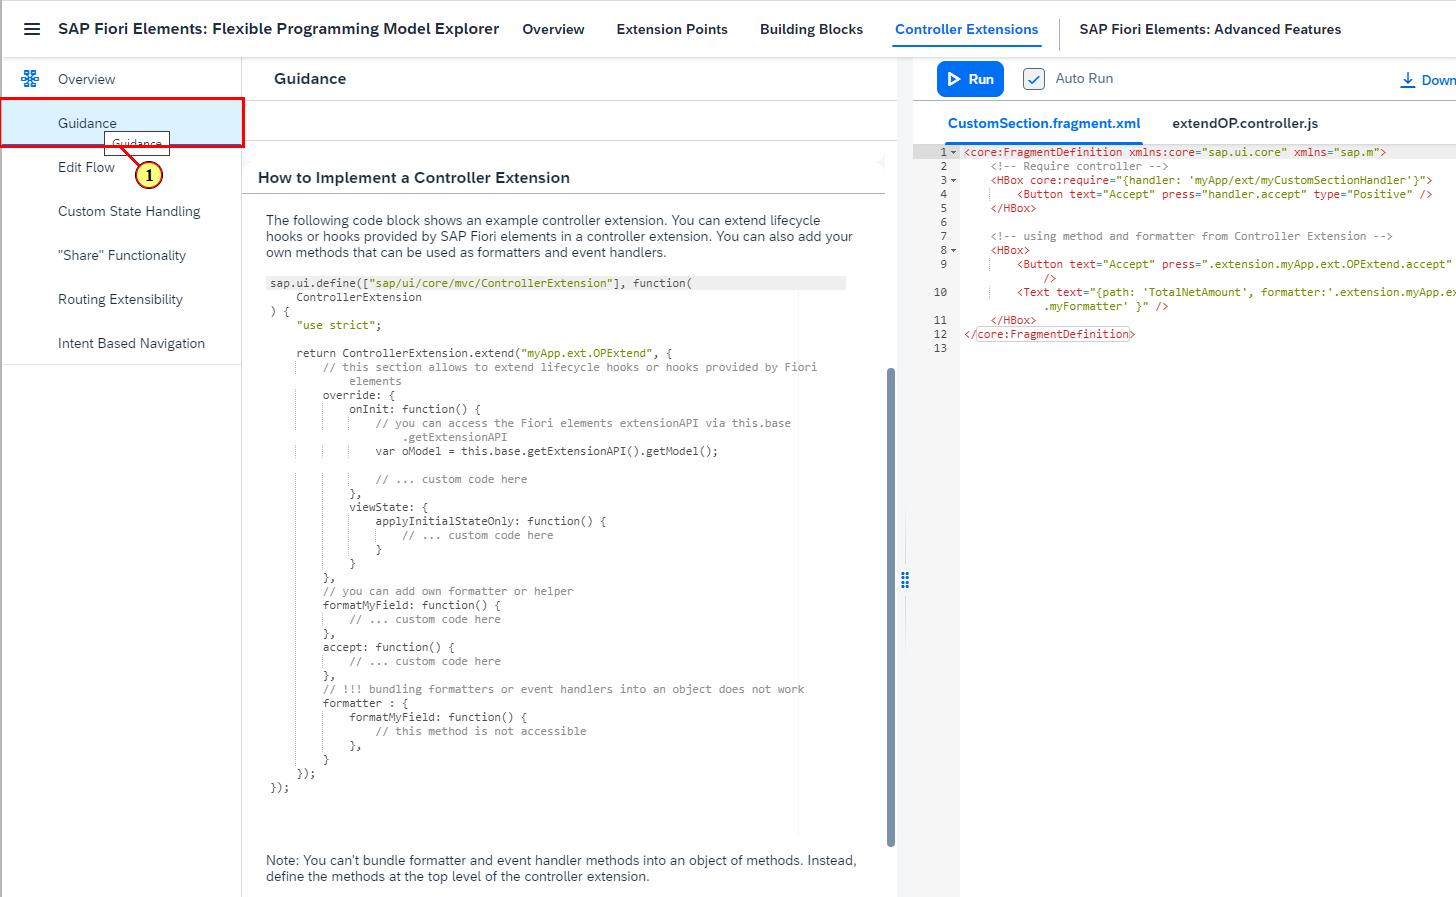 SAP Fiori Elements: Flexible Programming Model Explorer
Overview
Extension Points
Building Blocks
Controller Extensions
SAP Fiori Elements: Advanced Features
Overview
Guidance
Guidance
1
Edit Flow
Custom State Handling
"Share" Functionality
Routing Extensibility
Intent Based Navigation
Guidance
How to Implement a Controller Extension
The following code block shows an example controller extension. You can extend lifecycle
hooks or hooks provided by SAP Fiori elements in a controller extension. You can also add your
own methods that can be used as formatters and event handlers.
sap.ui.define(["sap/ui/core/mvc/ControllerExtension"], function(
    ControllerExtension
) {
    "use strict";
    return ControllerExtension.extend("myApp.ext.OPExtend", {
        // this section allows to extend lifecycle hooks or hooks provided by Fiori
            elements
        override: {
            onInit: function() {
                // you can access the Fiori elements extensionAPI via this.base
                    .getExtensionAPI
                var oModel = this.base.getExtensionAPI().getModel();
                // ... custom code here
            },
            viewState: {
                applyInitialStateOnly: function() {
                    // ... custom code here
                }
            }
        },
        // you can add own formatter or helper
        formatMyField: function() {
            // ... custom code here
        },
        accept: function() {
            // ... custom code here
        },
        // !!! bundling formatters or event handlers into an object does not work
        formatter : {
            formatMyField: function() {
                // this method is not accessible
            },
        }
    });
});
Note: You can't bundle formatter and event handler methods into an object of methods. Instead,
define the methods at the top level of the controller extension.
Run
Auto Run
Down
CustomSection.fragment.xml
extendOP.controller.js
1 <core:FragmentDefinition xmlns:core="sap.ui.core" xmlns="sap.m">
2     <!-- Require controller -->
3     <HBox core:require="{handler: 'myApp/ext/myCustomSectionHandler'}">
4         <Button text="Accept" press="handler.accept" type="Positive" />
5     </HBox>
6
7     <!-- using method and formatter from Controller Extension -->
8     <HBox>
9         <Button text="Accept" press=".extension.myApp.ext.OPExtend.accept"
            />
10         <Text text="{path: 'TotalNetAmount', formatter:'.extension.myApp.ex
            .myFormatter' }" />
11     </HBox>
12 </core:FragmentDefinition>
13